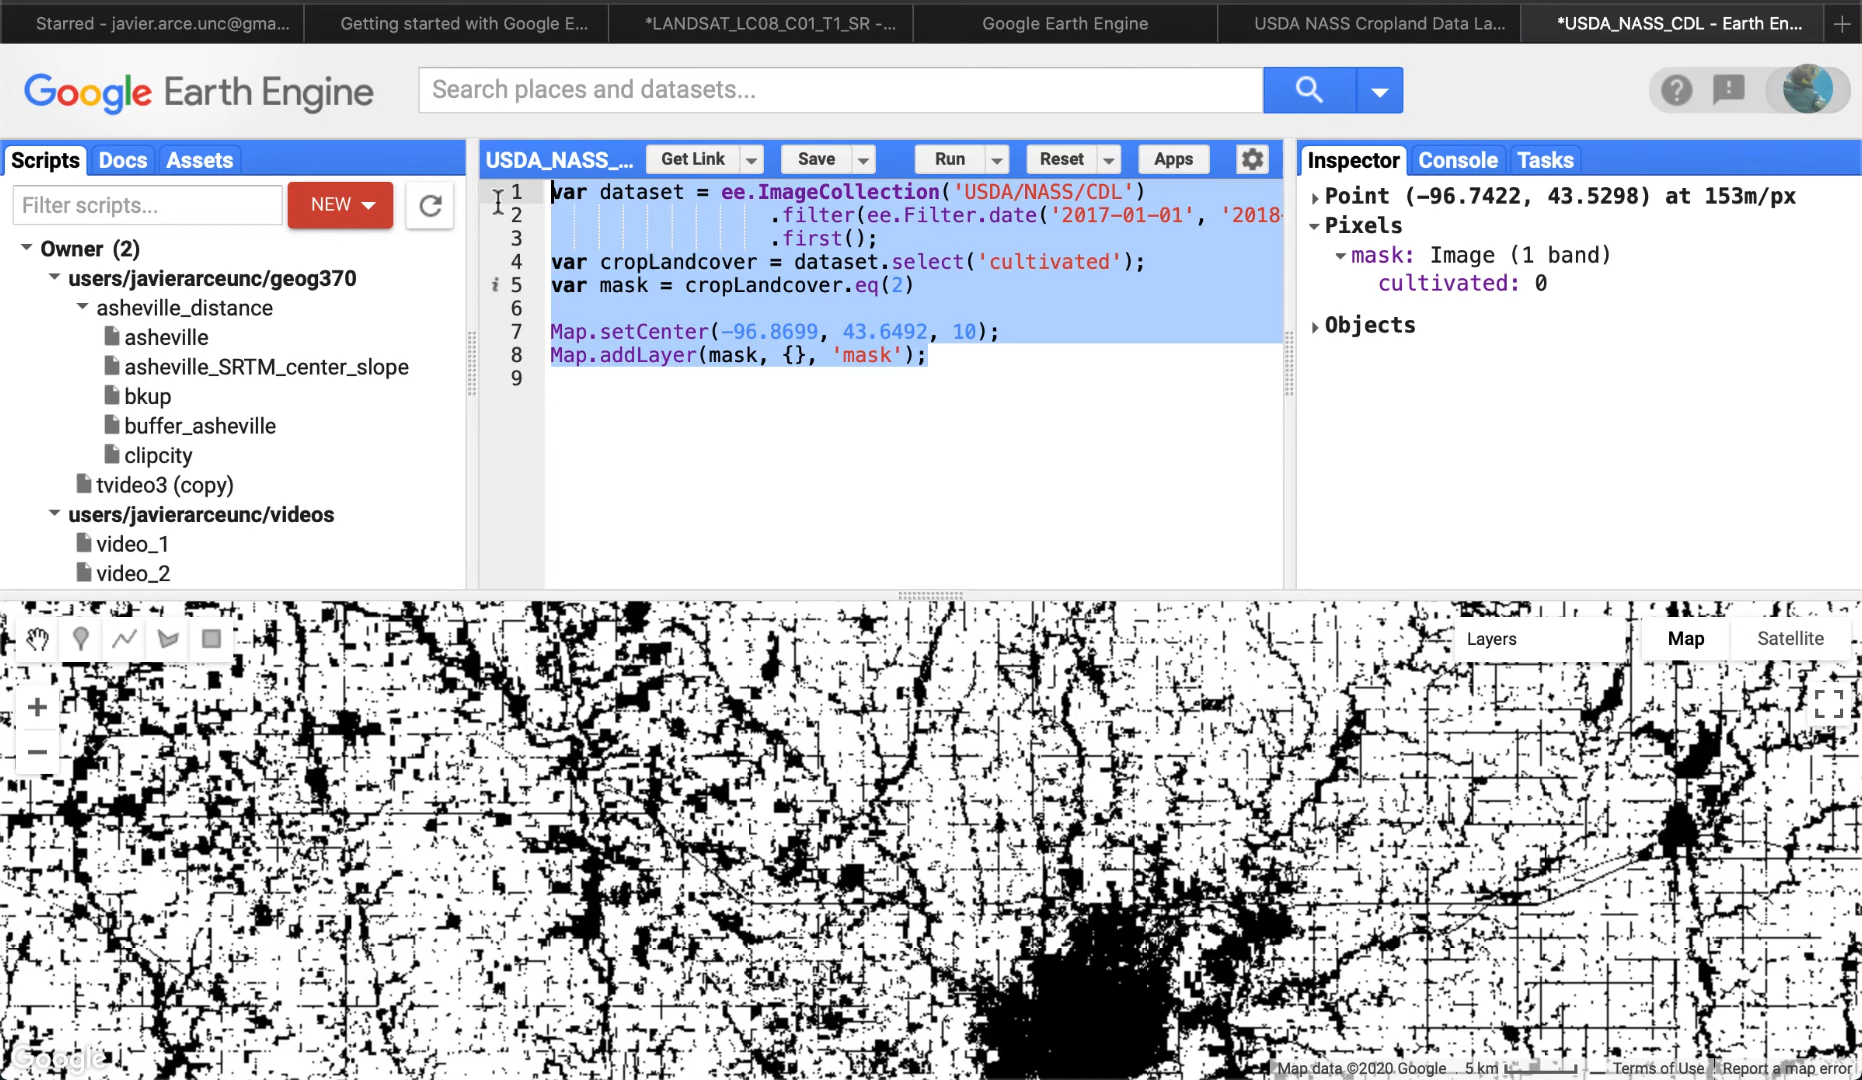 Starred - javier.arce.unc@gma...
Getting started with Google E...
*LANDSAT_LC08_C01_T1_SR -...
Google Earth Engine
USDA NASS Cropland Data La...
*USDA_NASS_CDL - Earth En...
Google Earth Engine
Search places and datasets...
Scripts Docs Assets
Filter scripts...
NEW
Owner (2)
users/javierarceunc/geog370
asheville_distance
asheville
asheville_SRTM_center_slope
bkup
buffer_asheville
clipcity
tvideo3 (copy)
users/javierarceunc/videos
video_1
video_2
USDA_NASS_... Get Link Save Run Reset Apps
1 var dataset = ee.ImageCollection('USDA/NASS/CDL')
2 .filter(ee.Filter.date('2017-01-01', '2018-
3 .first();
4 var cropLandcover = dataset.select('cultivated');
i 5 var mask = cropLandcover.eq(2)
6
7 Map.setCenter(-96.8699, 43.6492, 10);
8 Map.addLayer(mask, {}, 'mask');
9
Inspector Console Tasks
Point (-96.7422, 43.5298) at 153m/px
Pixels
mask: Image (1 band)
cultivated: 0
Objects
Layers
Map Satellite
Google
Map data ©2020 Google 5 km Terms of Use Report a map error